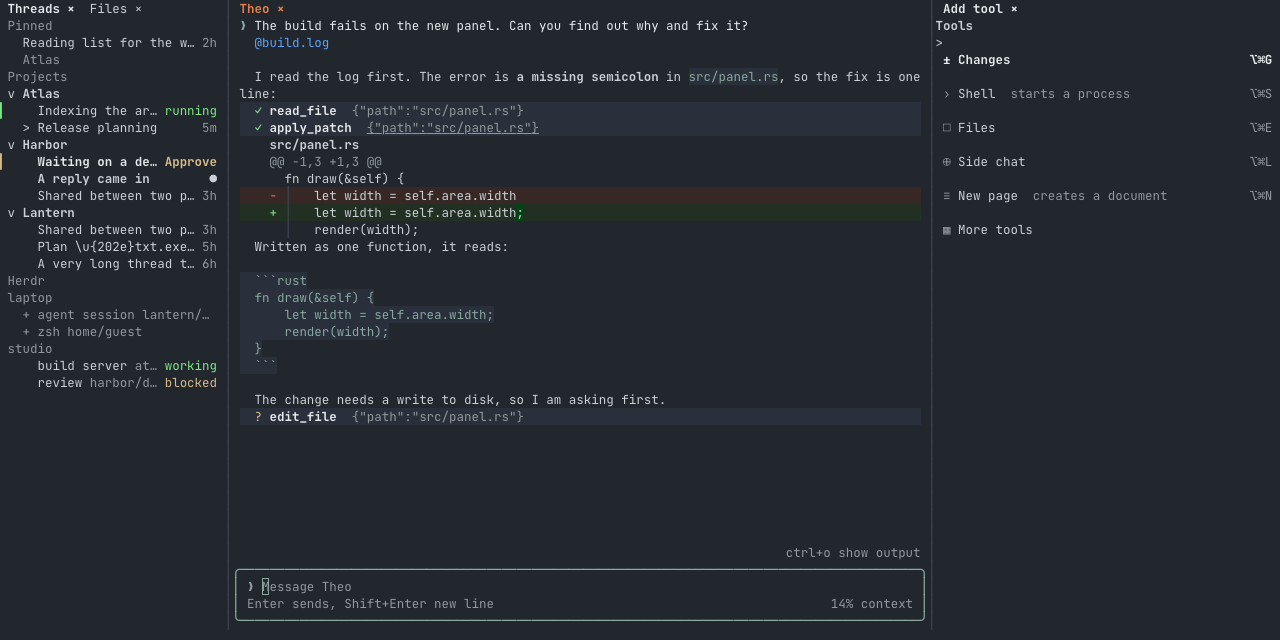 Threads × Files ×
Pinned
Reading list for the w… 2h
Atlas
Projects
v Atlas
Indexing the ar… running
> Release planning 5m
v Harbor
Waiting on a de… Approve
A reply came in ●
Shared between two p… 3h
v Lantern
Shared between two p… 3h
Plan \u{202e}txt.exe… 5h
A very long thread t… 6h
Herdr
laptop
+ agent session lantern/…
+ zsh home/guest
studio
build server at… working
review harbor/d… blocked
Theo ×
❫ The build fails on the new panel. Can you find out why and fix it?
@build.log
I read the log first. The error is a missing semicolon in src/panel.rs, so the fix is one
line:
✓ read_file {"path":"src/panel.rs"}
✓ apply_patch {"path":"src/panel.rs"}
src/panel.rs
@@ -1,3 +1,3 @@
fn draw(&self) {
- let width = self.area.width
+ let width = self.area.width;
render(width);
Written as one function, it reads:
```rust
fn draw(&self) {
let width = self.area.width;
render(width);
}
```
The change needs a write to disk, so I am asking first.
? edit_file {"path":"src/panel.rs"}
ctrl+o show output
❫ Message Theo
Enter sends, Shift+Enter new line 14% context
Add tool ×
Tools
>
± Changes ⌥⌘G
› Shell starts a process ⌥⌘S
□ Files ⌥⌘E
⊕ Side chat ⌥⌘L
≡ New page creates a document ⌥⌘N
▦ More tools